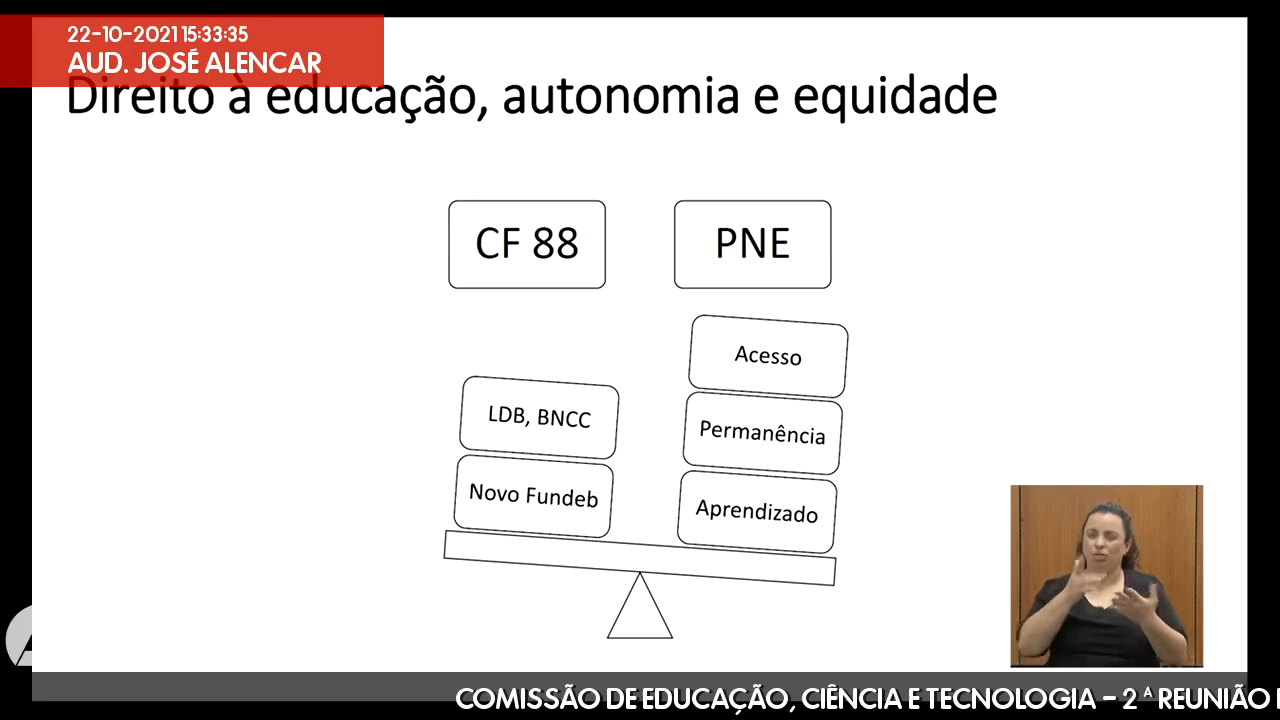 22-10-2021 15:33:35
AUD. JOSÉ ALENCAR
Direito à educação, autonomia e equidade
CF 88
PNE
Acesso
LDB, BNCC
Permanência
Novo Fundeb
Aprendizado
COMISSÃO DE EDUCAÇÃO, CIÊNCIA E TECNOLOGIA - 2 ª REUNIÃO